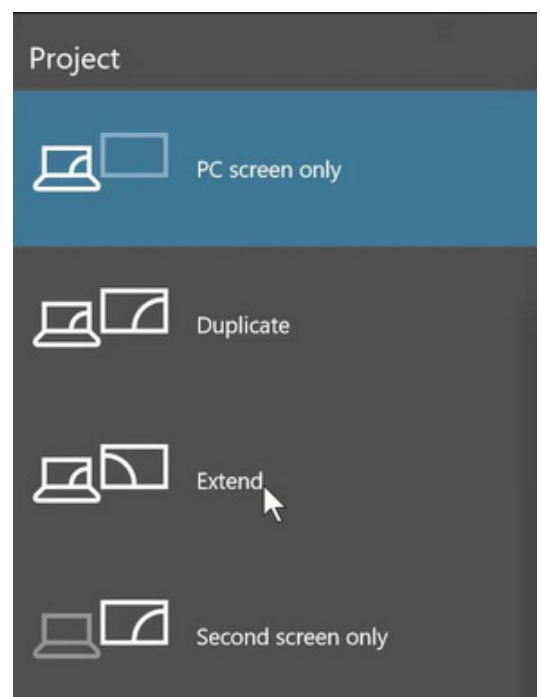 Project
PC screen only
Duplicate
Extend
Second screen only